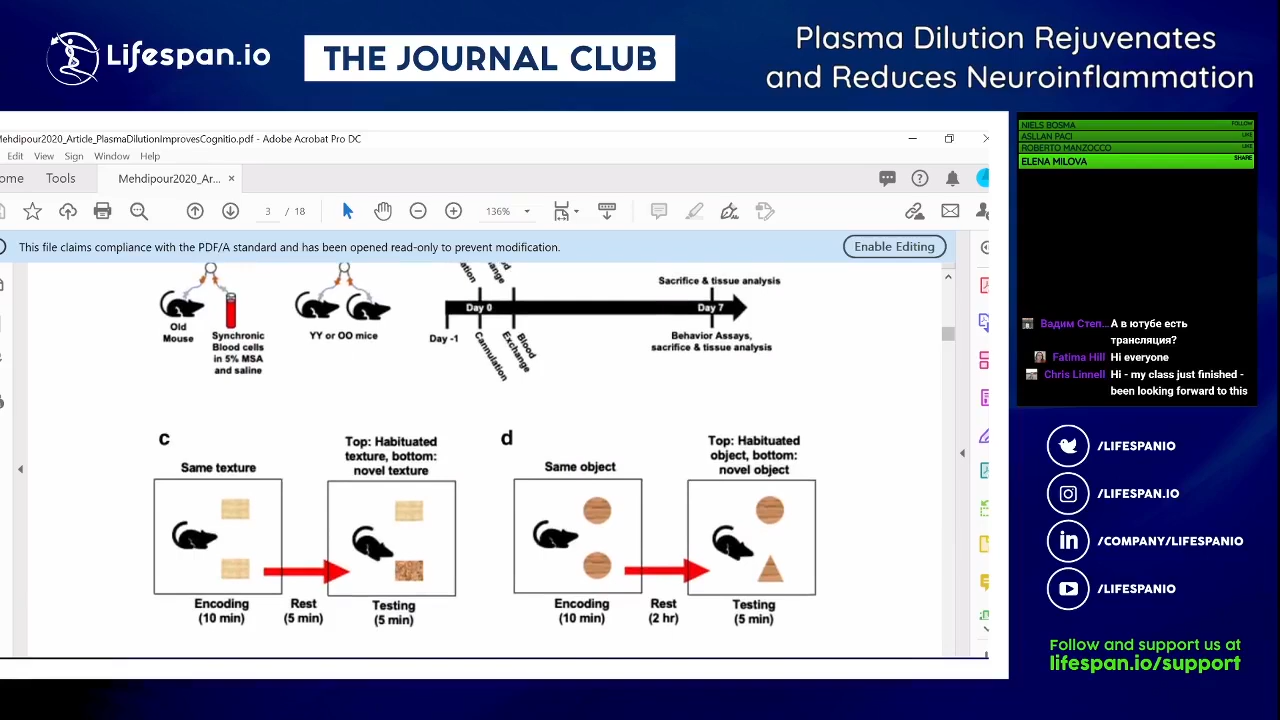 Lifespan.io
THE JOURNAL CLUB
Plasma Dilution Rejuvenates
and Reduces Neuroinflammation
Mehdipour2020_Article_PlasmaDilutionImprovesCognitio.pdf - Adobe Acrobat Pro DC
Edit View Sign Window Help
ome Tools Mehdipour2020_Ar... ×
3 / 18 136%
This file claims compliance with the PDF/A standard and has been opened read-only to prevent modification.
Enable Editing
Old
Mouse
Synchronic
Blood cells
in 5% MSA
and saline
YY or OO mice
Sacrifice & tissue analysis
Day 0
Day 7
Day -1
Cannulation
Blood
Exchange
Behavior Assays,
sacrifice & tissue analysis
c
Same texture
Top: Habituated
texture, bottom:
novel texture
Encoding
(10 min)
Rest
(5 min)
Testing
(5 min)
d
Same object
Top: Habituated
object, bottom:
novel object
Encoding
(10 min)
Rest
(2 hr)
Testing
(5 min)
NIELS BOSMA FOLLOW
ASLLAN PACI LIKE
ROBERTO MANZOCCO LIKE
ELENA MILOVA SHARE
Вадим Степ... А в ютубе есть
трансляция?
Fatima Hill Hi everyone
Chris Linnell Hi - my class just finished -
been looking forward to this
/LIFESPANIO
/LIFESPAN.IO
/COMPANY/LIFESPANIO
/LIFESPANIO
Follow and support us at
lifespan.io/support